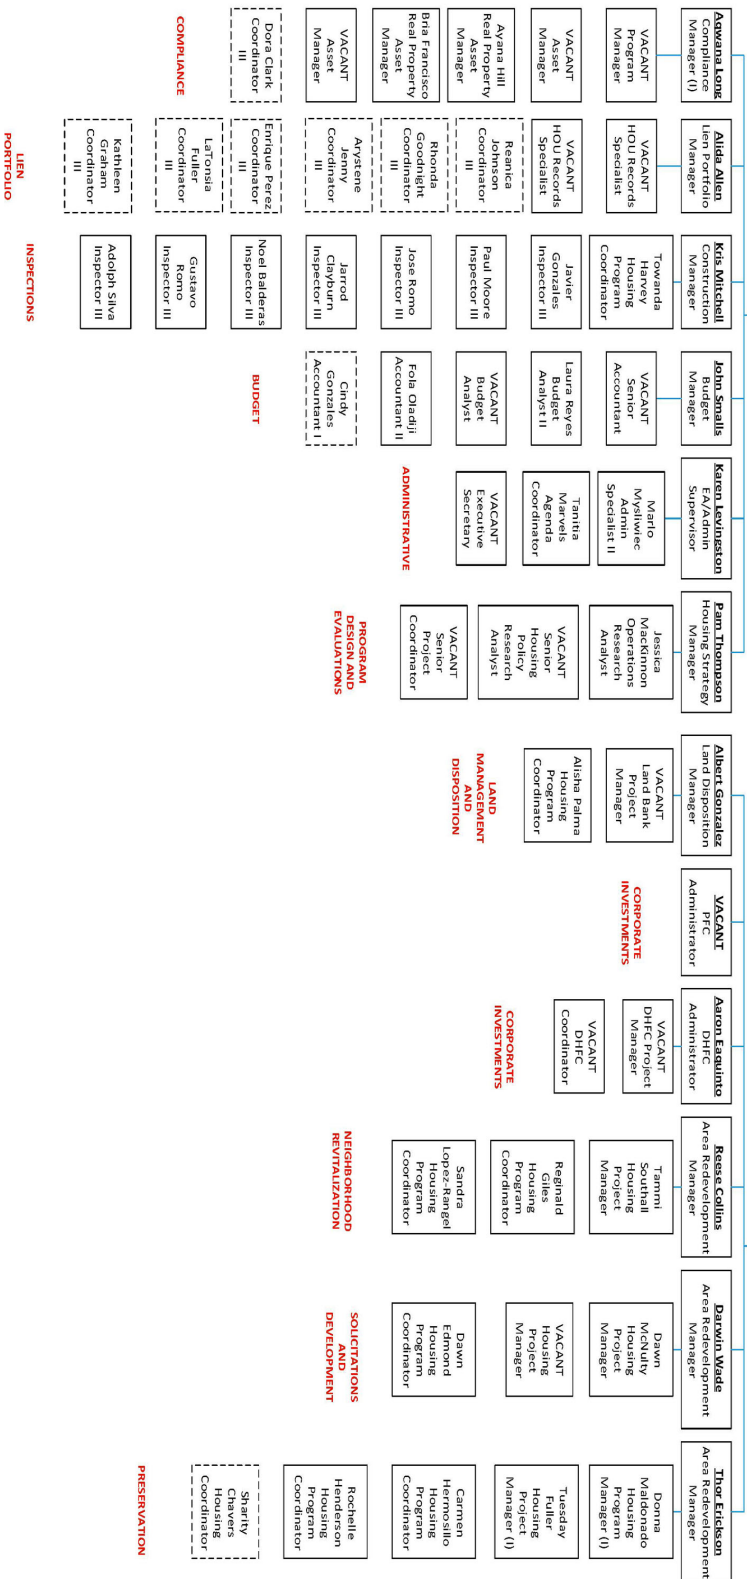 Aqwana Long
Compliance
Manager (I)
VACANT
Program
Manager
VACANT
Asset
Manager
Ayana Hill
Real Property
Asset
Manager
Bria Francisco
Real Property
Asset
Manager
VACANT
Asset
Manager
Dora Clark
Coordinator
III
COMPLIANCE
Alida Allen
Lien Portfolio
Manager
VACANT
HOU Records
Specialist
VACANT
HOU Records
Specialist
Reanica
Johnson
Coordinator
III
Rhonda
Goodnight
Coordinator
III
Arystene
Jenny
Coordinator
III
Enrique Perez
Coordinator
III
LaTonsia
Fuller
Coordinator
III
Kathleen
Graham
Coordinator
III
LIEN
PORTFOLIO
Kris Mitchell
Construction
Manager
Towanda
Harvey
Housing
Program
Coordinator
Javier
Gonzales
Inspector III
Paul Moore
Inspector III
Jose Romo
Inspector III
Jarrod
Clayburn
Inspector III
Noel Balderas
Inspector III
Gustavo
Romo
Inspector III
Adolph Silva
Inspector III
INSPECTIONS
John Smalls
Budget
Manager
VACANT
Senior
Accountant
Laura Reyes
Budget
Analyst II
VACANT
Budget
Analyst
Fola Oladiji
Accountant II
Cindy
Gonzales
Accountant I
BUDGET
Karen Levingston
EA/Admin
Supervisor
Marlo
Mysliwiec
Admin
Specialist II
Tanitia
Marvels
Agenda
Coordinator
VACANT
Executive
Secretary
ADMINISTRATIVE
Pam Thompson
Housing Strategy
Manager
Jessica
MacKinnon
Operations
Research
Analyst
VACANT
Senior
Housing
Policy
Research
Analyst
VACANT
Senior
Project
Coordinator
PROGRAM
DESIGN AND
EVALUATIONS
Albert Gonzalez
Land Disposition
Manager
VACANT
Land Bank
Project
Manager
Alisha Palma
Housing
Program
Coordinator
LAND
MANAGEMENT
AND
DISPOSITION
VACANT
PFC
Administrator
CORPORATE
INVESTMENTS
Aaron Eaquinto
DHFC
Administrator
VACANT
DHFC Project
Manager
VACANT
DHFC
Coordinator
CORPORATE
INVESTMENTS
Reese Collins
Area Redevelopment
Manager
Tammi
Southall
Housing
Project
Manager
Reginald
Giles
Housing
Program
Coordinator
Sandra
Lopez-Rangel
Housing
Program
Coordinator
NEIGHBORHOOD
REVITALIZATION
Darwin Wade
Area Redevelopment
Manager
Dawn
McNulty
Housing
Project
Manager
VACANT
Housing
Project
Manager
Dawn
Edmond
Housing
Program
Coordinator
SOLICITATIONS
AND
DEVELOPMENT
Thor Erickson
Area Redevelopment
Manager
Donna
Maldonado
Housing
Program
Manager (I)
Tuesday
Fuller
Housing
Project
Manager (I)
Carmen
Hermosillo
Housing
Program
Coordinator
Rochelle
Henderson
Housing
Program
Coordinator
Sharity
Chavers
Housing
Coordinator
PRESERVATION